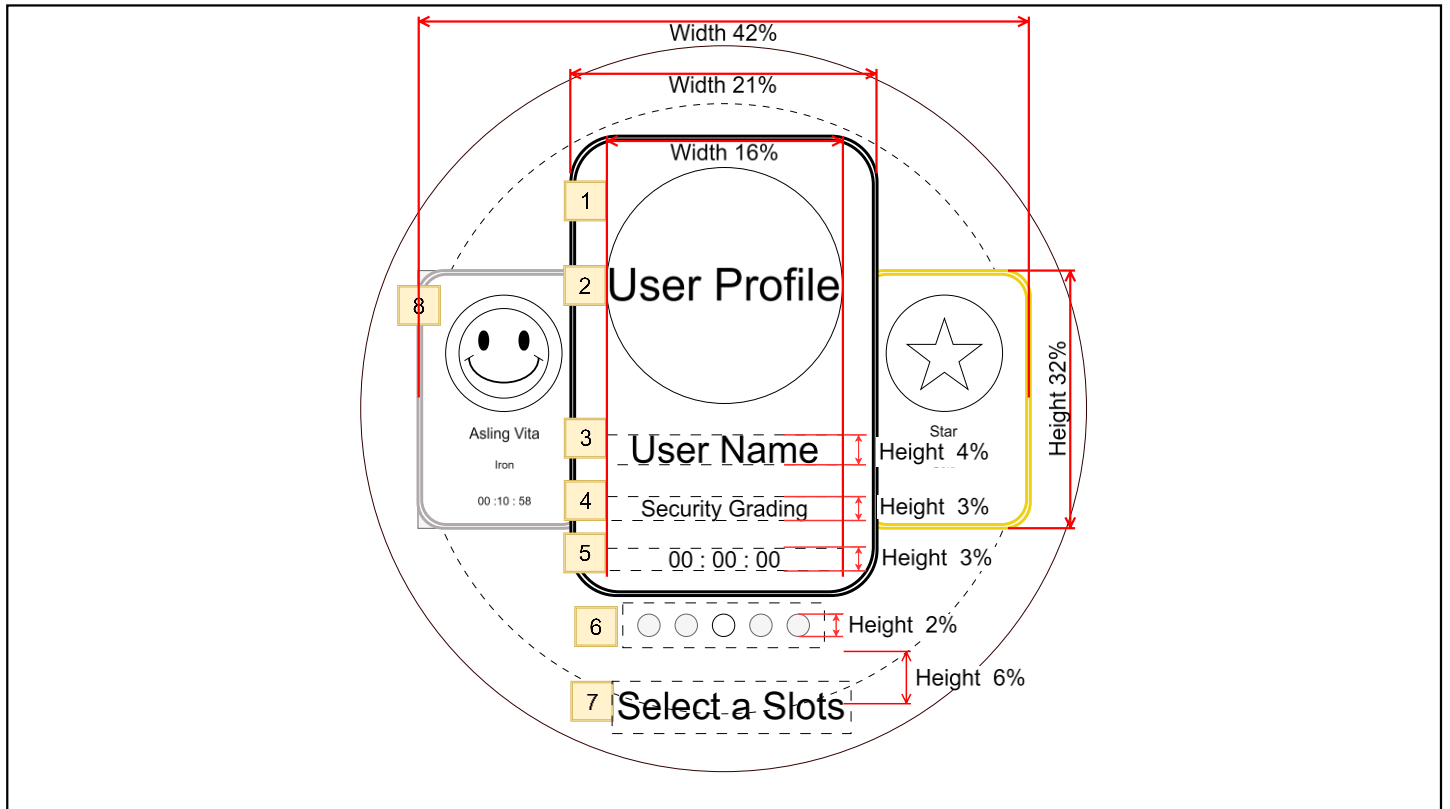 Width 42%
Width 21%
Width 16%
1
2
User Profile
8
Asling Vita
Iron
00 :10 : 58
Star
Height 32%
3
User Name
Height  4%
4
Security Grading
Height  3%
5
00 : 00 : 00
Height  3%
6
Height  2%
Height  6%
7
Select a Slots